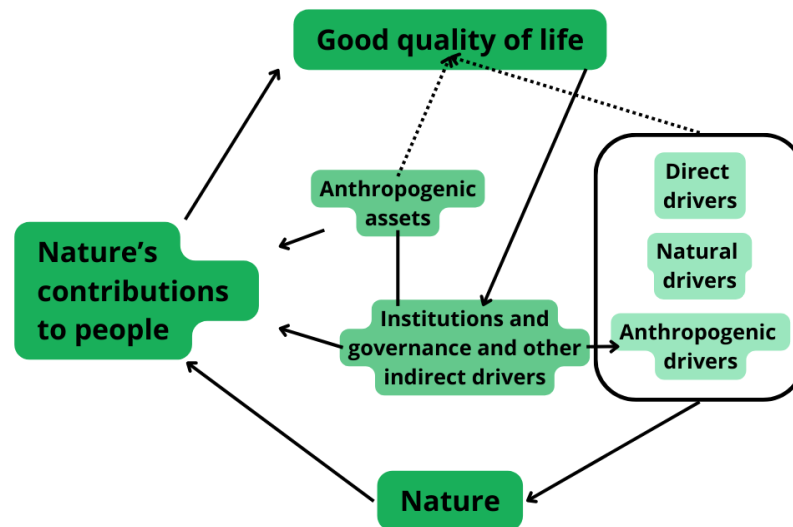 Good quality of life
Anthropogenic
assets
Direct
drivers
Natural
drivers
Anthropogenic
drivers
Nature’s
contributions
to people
Institutions and
governance and other
indirect drivers
Nature